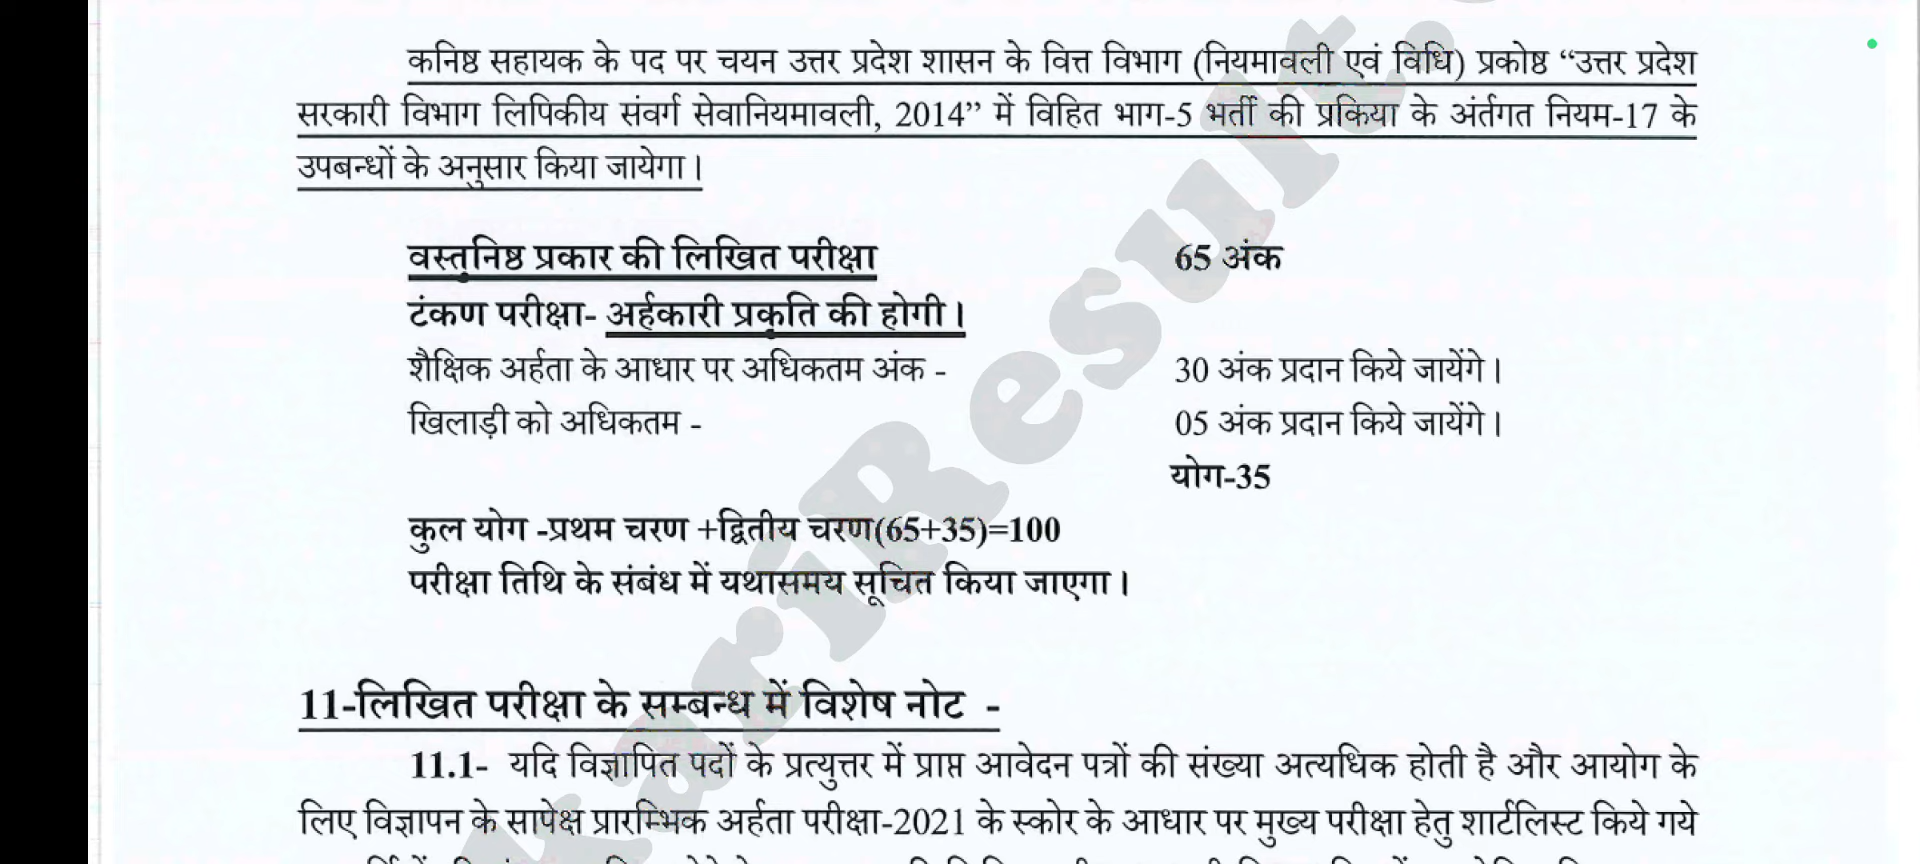 कनिष्ठ सहायक के पद पर चयन उत्तर प्रदेश शासन के वित्त विभाग (नियमावली एवं विधि) प्रकोष्ठ “उत्तर प्रदेश
सरकारी विभाग लिपिकीय संवर्ग सेवानियमावली, 2014” में विहित भाग-5 भर्ती की प्रकिया के अंर्तगत नियम-17 के
उपबन्धों के अनुसार किया जायेगा।
वस्तुनिष्ठ प्रकार की लिखित परीक्षा 65 अंक
टंकण परीक्षा- अर्हकारी प्रकृति की होगी।
शैक्षिक अर्हता के आधार पर अधिकतम अंक - 30 अंक प्रदान किये जायेंगे।
खिलाड़ी को अधिकतम - 05 अंक प्रदान किये जायेंगे।
योग-35
कुल योग -प्रथम चरण +द्वितीय चरण(65+35)=100
परीक्षा तिथि के संबंध में यथासमय सूचित किया जाएगा।
11-लिखित परीक्षा के सम्बन्ध में विशेष नोट -
11.1- यदि विज्ञापित पदों के प्रत्युत्तर में प्राप्त आवेदन पत्रों की संख्या अत्यधिक होती है और आयोग के
लिए विज्ञापन के सापेक्ष प्रारम्भिक अर्हता परीक्षा-2021 के स्कोर के आधार पर मुख्य परीक्षा हेतु शार्टलिस्ट किये गये